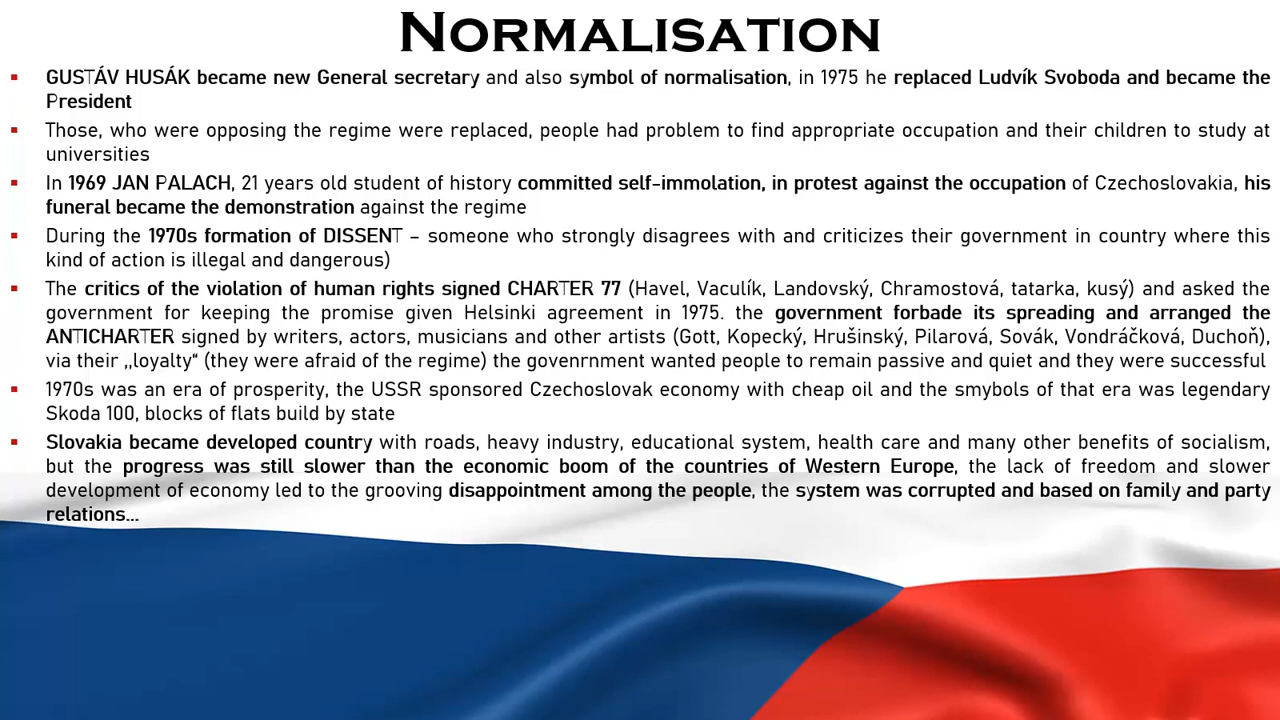 NORMALISATION
GUSTÁV HUSÁK became new General secretary and also symbol of normalisation, in 1975 he replaced Ludvík Svoboda and became the
President
Those, who were opposing the regime were replaced, people had problem to find appropriate occupation and their children to study at
universities
In 1969 JAN PALACH, 21 years old student of history committed self-immolation, in protest against the occupation of Czechoslovakia, his
funeral became the demonstration against the regime
During the 1970s formation of DISSENT – someone who strongly disagrees with and criticizes their government in country where this
kind of action is illegal and dangerous)
The critics of the violation of human rights signed CHARTER 77 (Havel, Vaculík, Landovský, Chramostová, tatarka, kusý) and asked the
government for keeping the promise given Helsinki agreement in 1975. the government forbade its spreading and arranged the
ANTICHARTER signed by writers, actors, musicians and other artists (Gott, Kopecký, Hrušinský, Pilarová, Sovák, Vondráčková, Duchoň),
via their ,,loyalty“ (they were afraid of the regime) the govenrnment wanted people to remain passive and quiet and they were successful
1970s was an era of prosperity, the USSR sponsored Czechoslovak economy with cheap oil and the smybols of that era was legendary
Skoda 100, blocks of flats build by state
Slovakia became developed country with roads, heavy industry, educational system, health care and many other benefits of socialism,
but the progress was still slower than the economic boom of the countries of Western Europe, the lack of freedom and slower
development of economy led to the grooving disappointment among the people, the system was corrupted and based on family and party
relations...